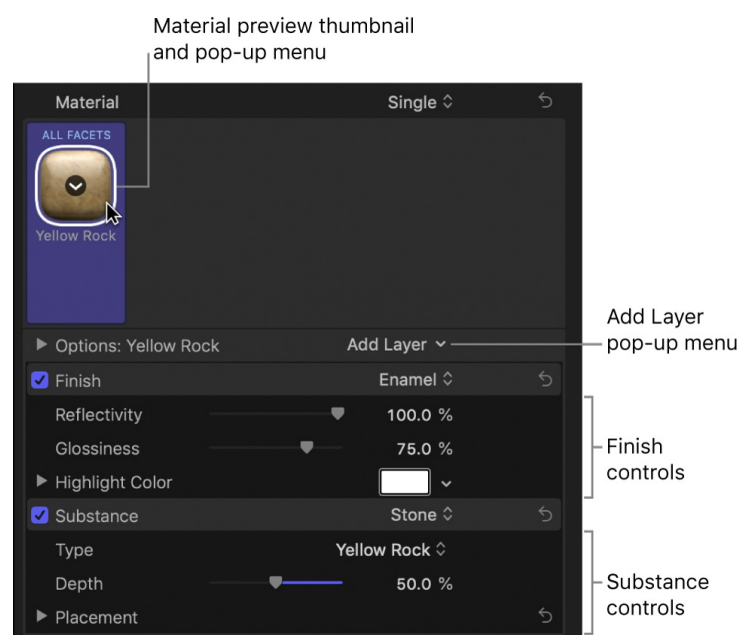 Material preview thumbnail
and pop-up menu
Material Single
ALL FACETS
Yellow Rock
Options: Yellow Rock Add Layer
Add Layer
pop-up menu
Finish Enamel
Reflectivity 100.0 %
Glossiness 75.0 %
Highlight Color
Finish
controls
Substance Stone
Type Yellow Rock
Depth 50.0 %
Placement
Substance
controls